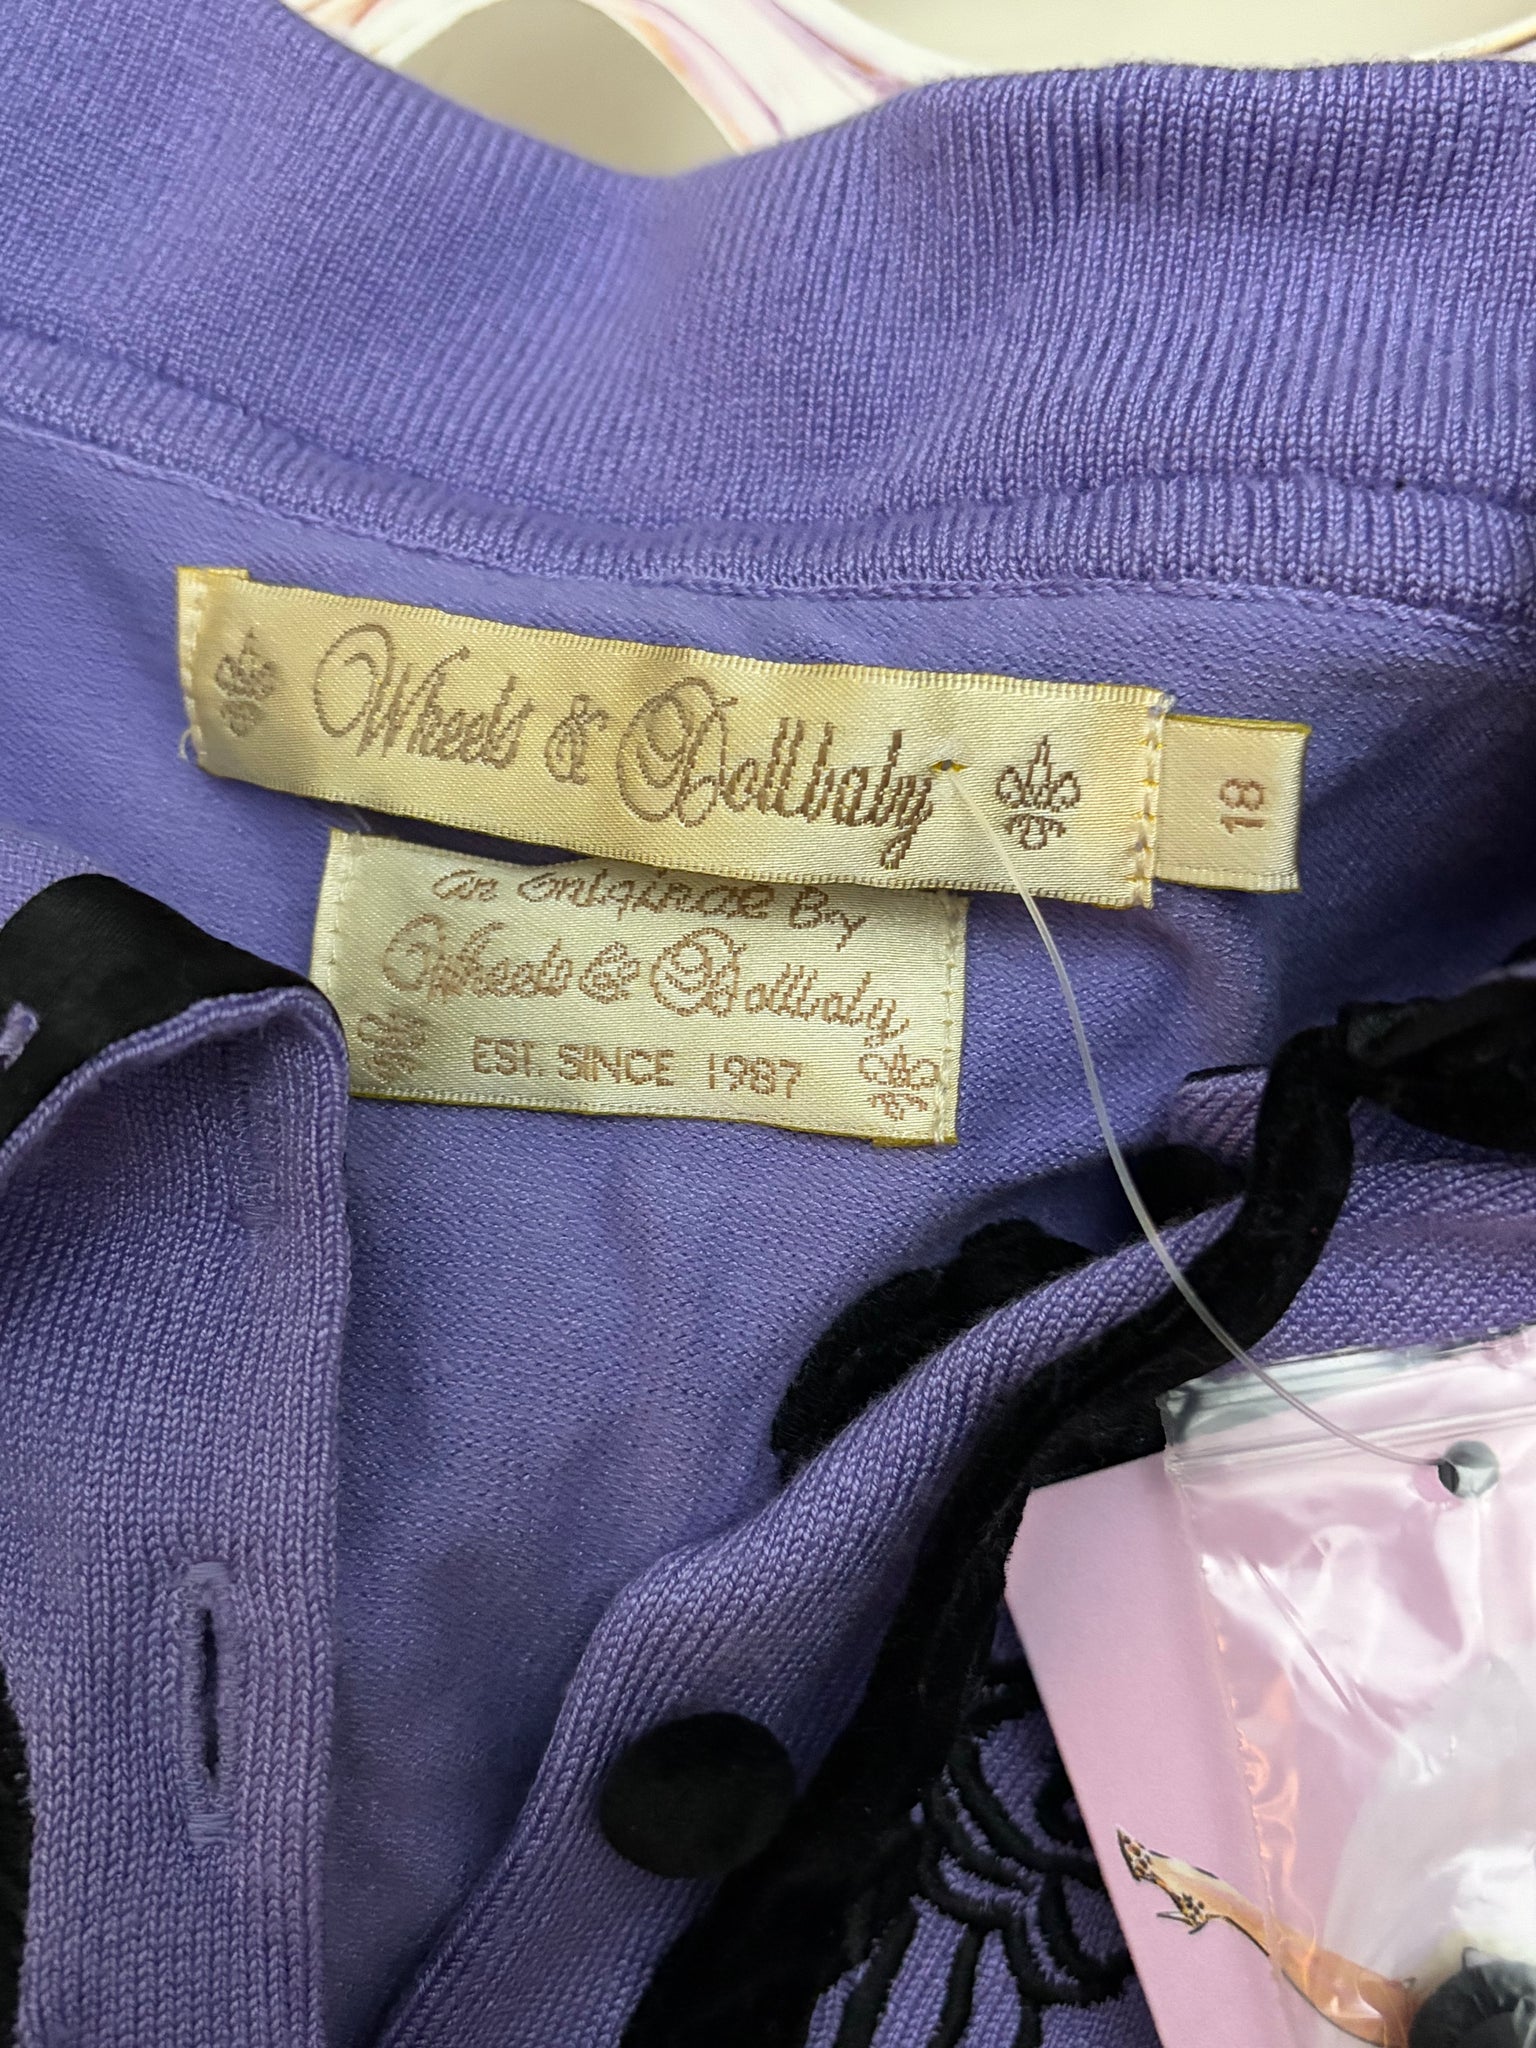 Wheels & Dollbaby
18
an Original By
Wheels & Dollbaby
EST. SINCE 1987